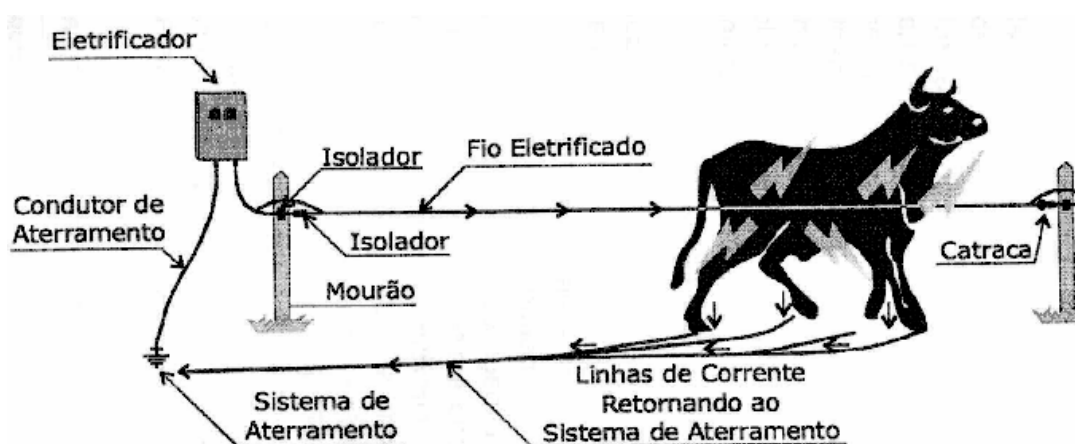 Eletrificador
Isolador
Fio Eletrificado
Condutor de
Aterramento
Isolador
Catraca
Mourão
Sistema de
Aterramento
Linhas de Corrente
Retornando ao
Sistema de Aterramento